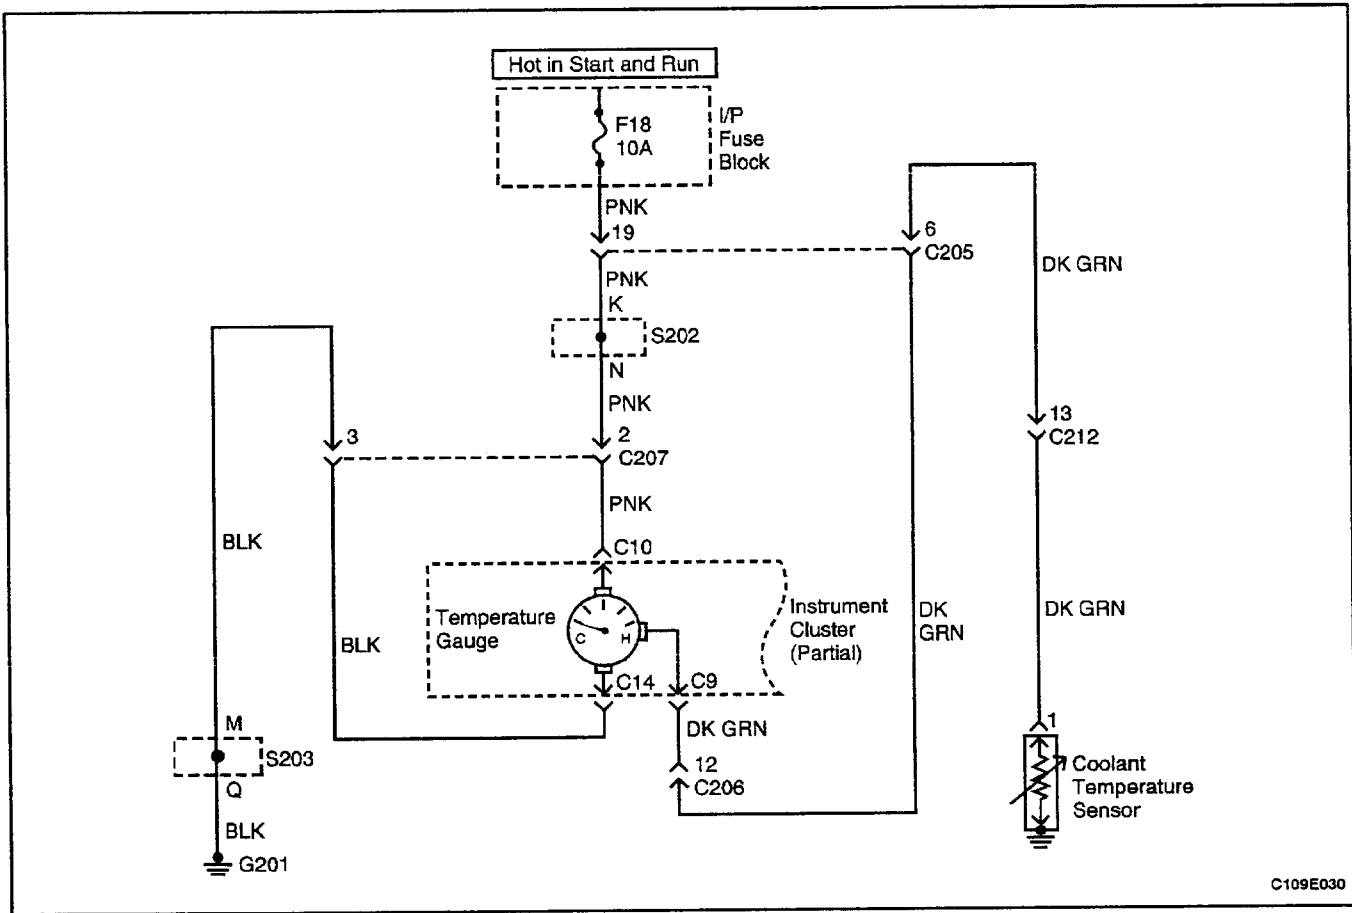 Hot in Start and Run
F18
10A
I/P
Fuse
Block
PNK
19
6
C205
PNK
DK GRN
K
S202
N
PNK
13
C212
3
2
C207
PNK
BLK
C10
Temperature
Gauge
C
H
Instrument
Cluster
(Partial)
DK
GRN
DK GRN
BLK
C14
C9
M
DK GRN
1
S203
12
C206
Q
Coolant
Temperature
Sensor
BLK
G201
C109E030